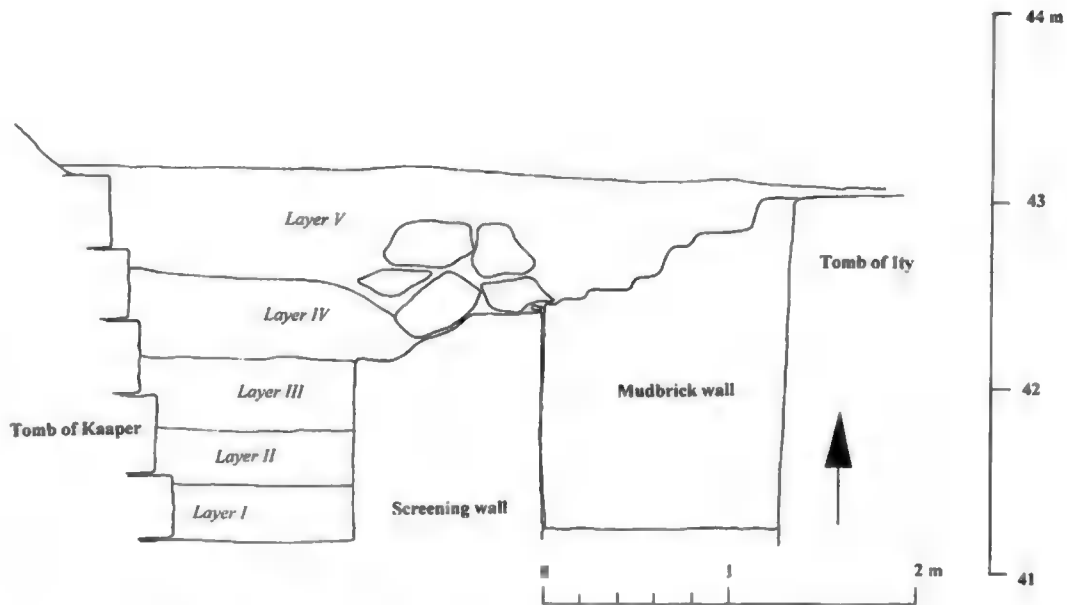 44 m
43
Layer V
Tomb of Ity
Layer IV
Layer III
Mudbrick wall
42
Tomb of Kaaper
Layer II
Layer I
Screening wall
1
2 m
41